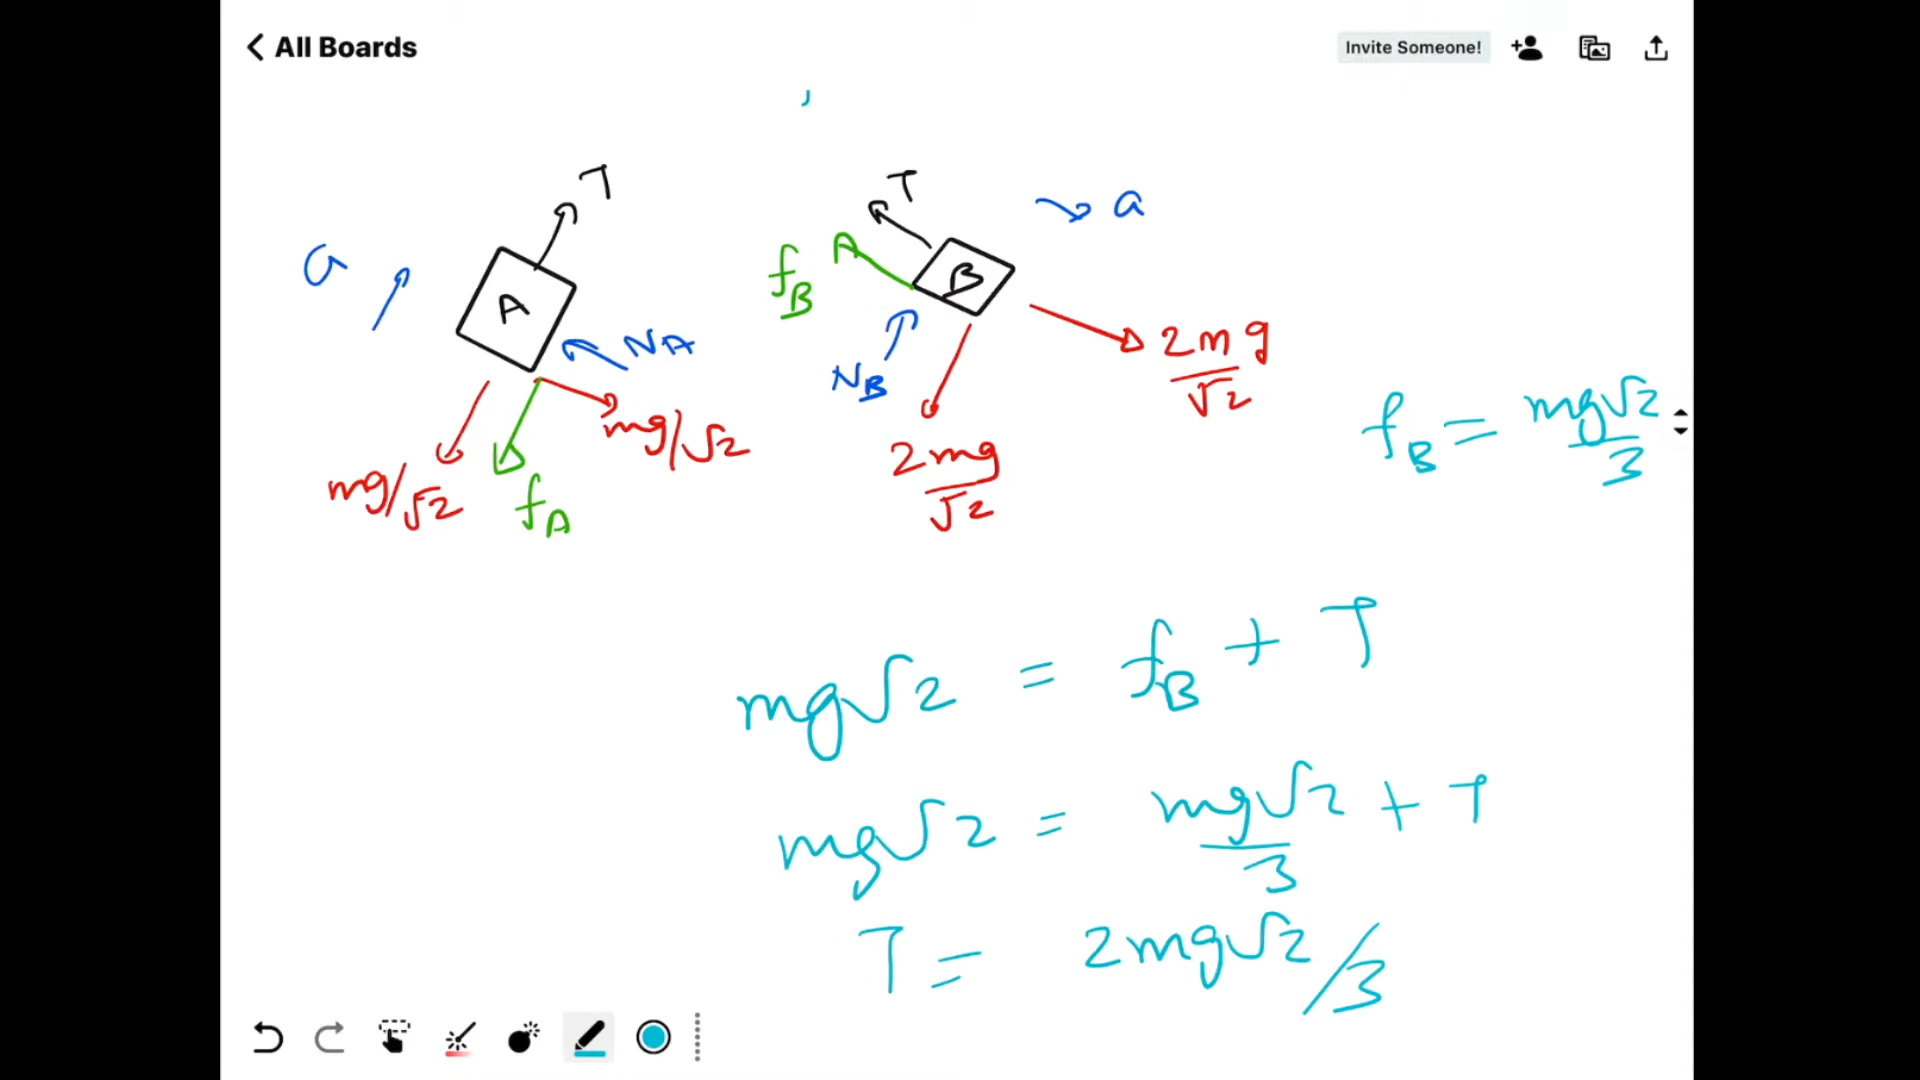 All Boards
Invite Someone!
T
T
a
a
f_B
A
B
N_A
N_B
mg/√2
mg/√2
f_A
2mg/√2
2mg/√2
f_B = mg√2/3
mg√2 = f_B + T
mg√2 = mg√2/3 + T
T = 2mg√2/3